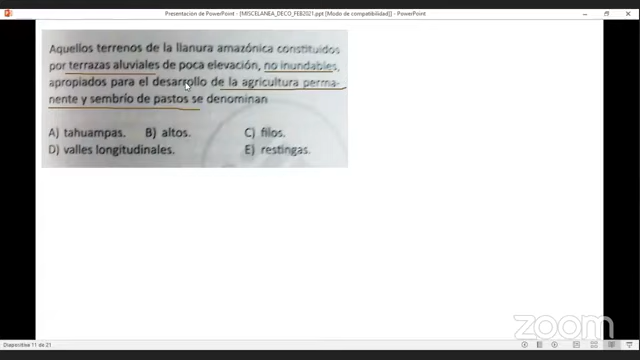 Presentación de PowerPoint - [MISCELANEA_DECO_FEB2021.ppt [Modo de compatibilidad]] - PowerPoint
Aquellos terrenos de la llanura amazónica constituidos
por terrazas aluviales de poca elevación, no inundables,
apropiados para el desarrollo de la agricultura perma-
nente y sembrío de pastos se denominan
A) tahuampas. B) altos. C) filos.
D) valles longitudinales. E) restingas.
zoom
Diapositiva 11 de 21